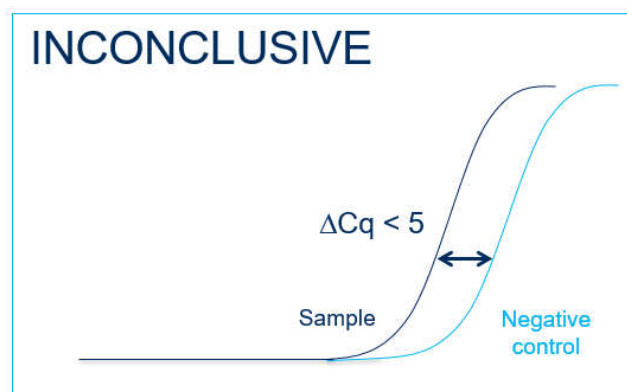 INCONCLUSIVE
ΔCq < 5
Sample
Negative
control